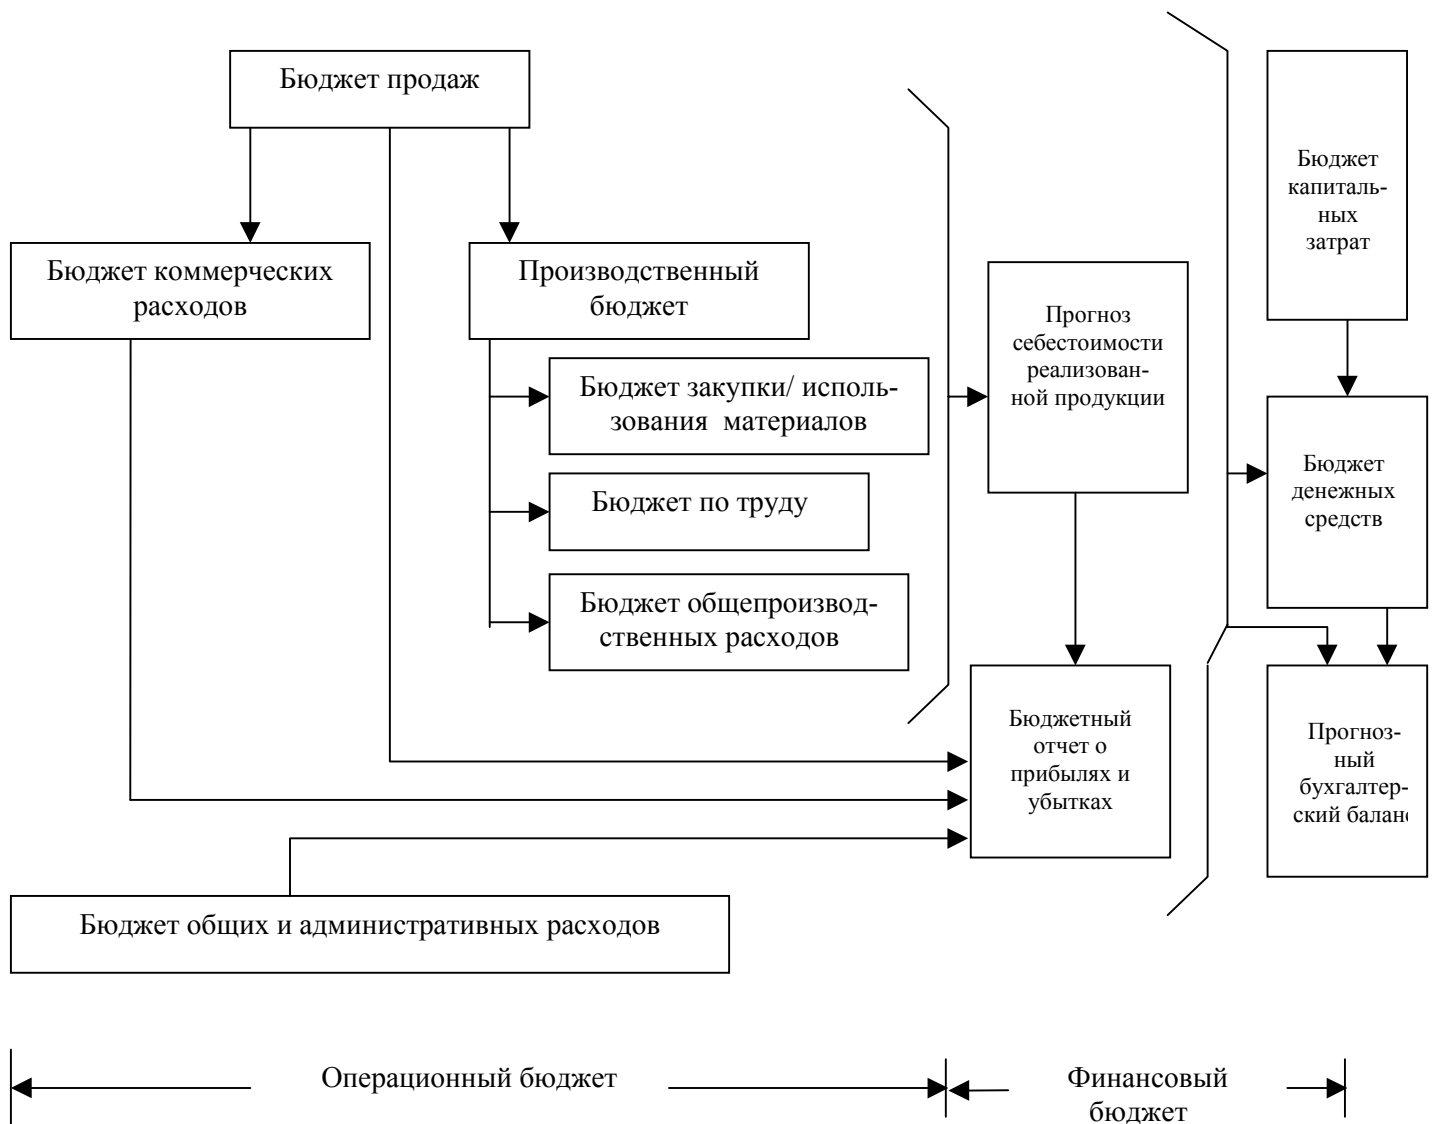 Бюджет продаж
Бюджет
капиталь-
ных
затрат
Бюджет коммерческих
расходов
Производственный
бюджет
Прогноз
себестоимости
реализован-
ной продукции
Бюджет закупки/ исполь-
зования материалов
Бюджет по труду
Бюджет общепроизвод-
ственных расходов
Бюджет
денежных
средств
Бюджетный
отчет о
прибылях и
убытках
Прогноз-
ный
бухгалтер-
ский баланс
Бюджет общих и административных расходов
Операционный бюджет
Финансовый
бюджет